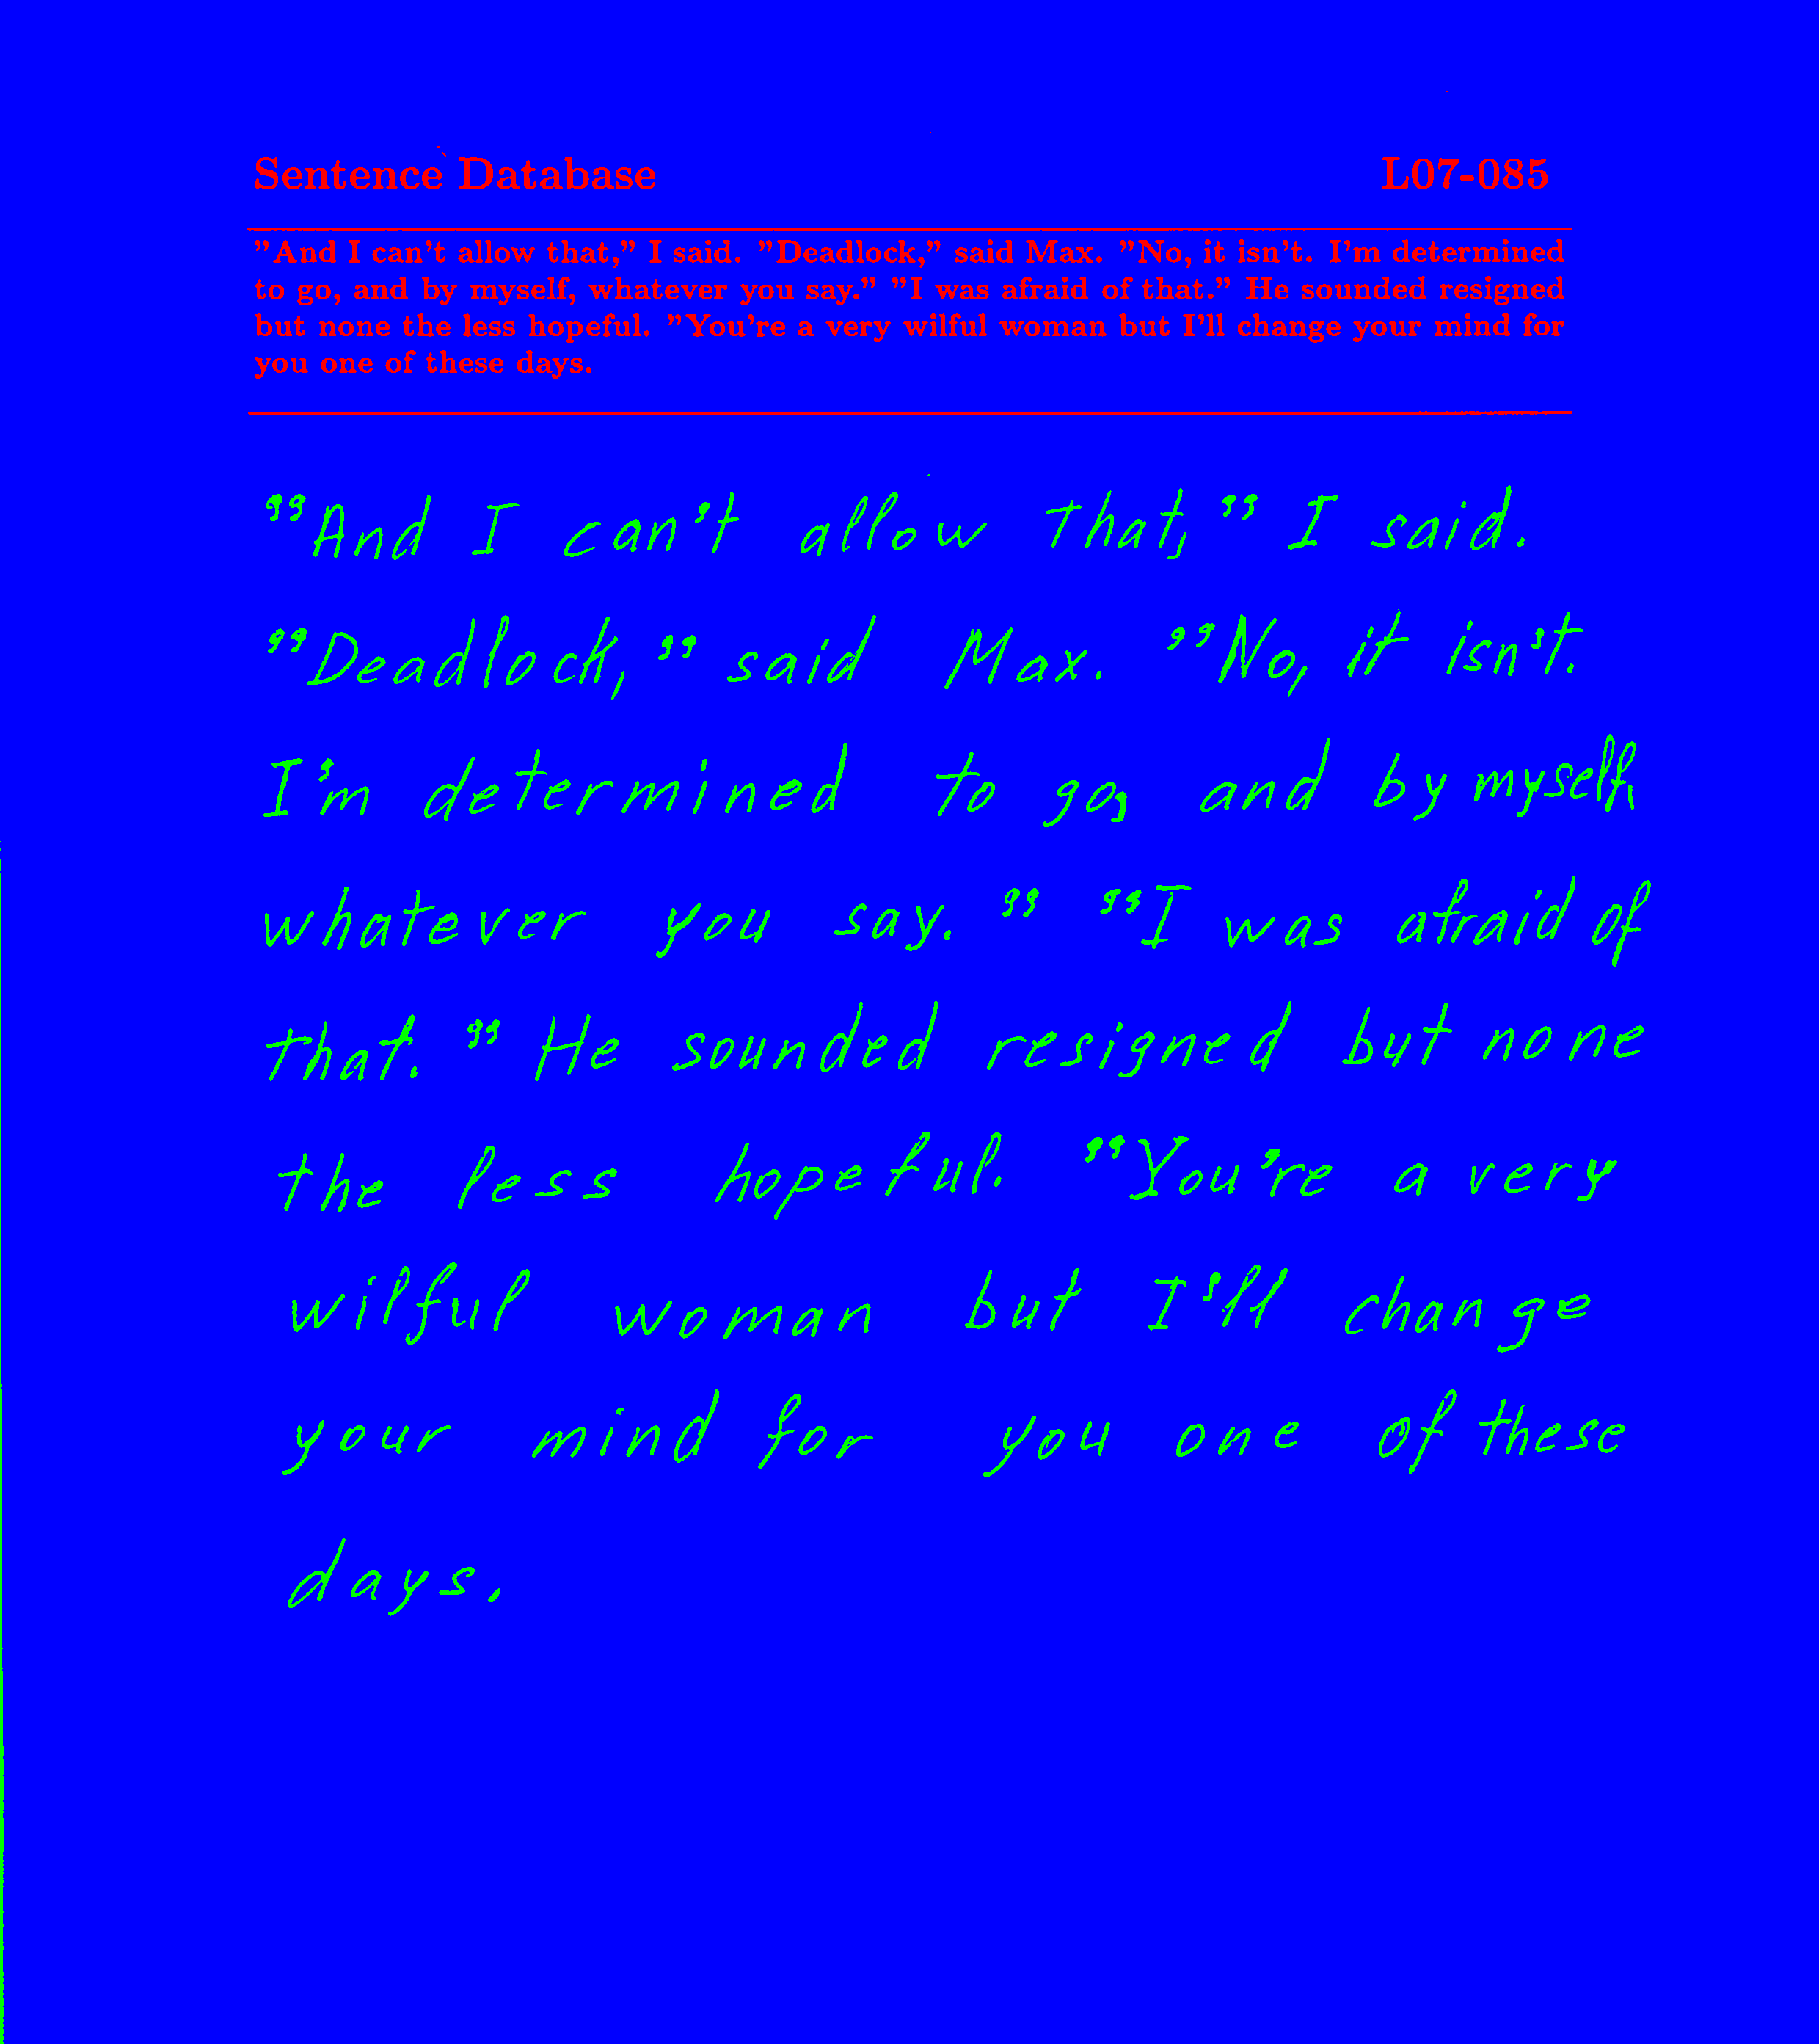 Sentence Database L07-085
"And I can't allow that," I said. "Deadlock," said Max. "No, it isn't. I'm determined
to go, and by myself, whatever you say." "I was afraid of that." He sounded resigned
but none the less hopeful. "You're a very wilful woman but I'll change your mind for
you one of these days.
"And I can't allow that," I said.
"Deadlock," said Max. "No, it isn't.
I'm determined to go, and by myself,
whatever you say." "I was afraid of
that." He sounded resigned but none
the less hopeful. "You're a very
wilful woman but I'll change
your mind for you one of these
days.